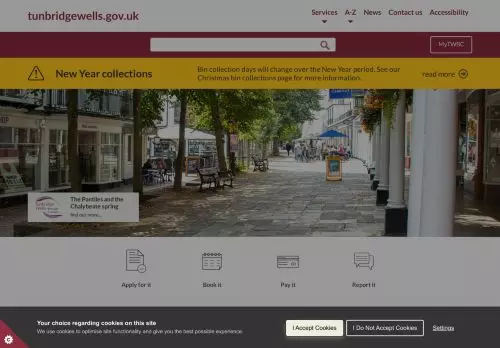 tunbridgewells.gov.uk
Services A-Z News Contact us Accessibility
MyTWBC
New Year collections
Bin collection days will change over the New Year period. See our
Christmas bin collections page for more information.
read more
The Pantiles and the
Chalybeate spring
find out more...
Apply for it Book it Pay it Report it
Your choice regarding cookies on this site
We use cookies to optimise site functionality and give you the best possible experience.
I Accept Cookies I Do Not Accept Cookies Settings